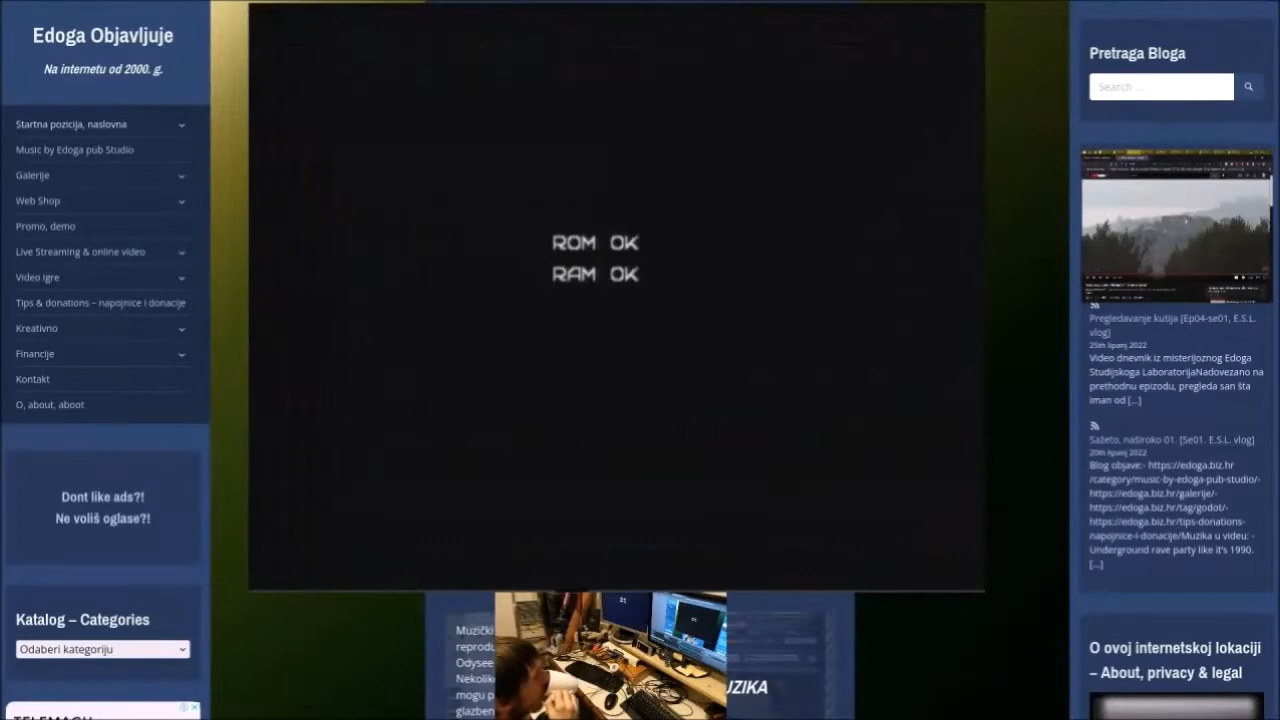 Edoga Objavljuje
Na internetu od 2000. g.
Startna pozicija, naslovna
Music by Edoga pub Studio
Galerije
Web Shop
Promo, demo
Live Streaming & online video
Video igre
Tips & donations – napojnice i donacije
Kreativno
Financije
Kontakt
O, about, aboot
Dont like ads?!
Ne voliš oglase?!
Katalog – Categories
Odaberi kategoriju
ROM OK
RAM OK
Muzički
reprodu
Odysee
Nekolik
mogu p
glazben
UZIKA
Pretraga Bloga
Search ...
Pregledavanje kutija [Ep04-se01, E.S.L.
vlog]
25th lipanj 2022
Video dnevnik iz misterijoznog Edoga
Studijskoga LaboratorijaNadovezano na
prethodnu epizodu, pregleda san šta
iman od [...]
Sažeto, naširoko 01. [Se01. E.S.L. vlog]
20th lipanj 2022
Blog objave:- https://edoga.biz.hr
/category/music-by-edoga-pub-studio/-
https://edoga.biz.hr/galerije/-
https://edoga.biz.hr/tag/godot/-
https://edoga.biz.hr/tips-donations-
napojnice-i-donacije/Muzika u videu: -
Underground rave party like it's 1990.
[...]
O ovoj internetskoj lokaciji
– About, privacy & legal